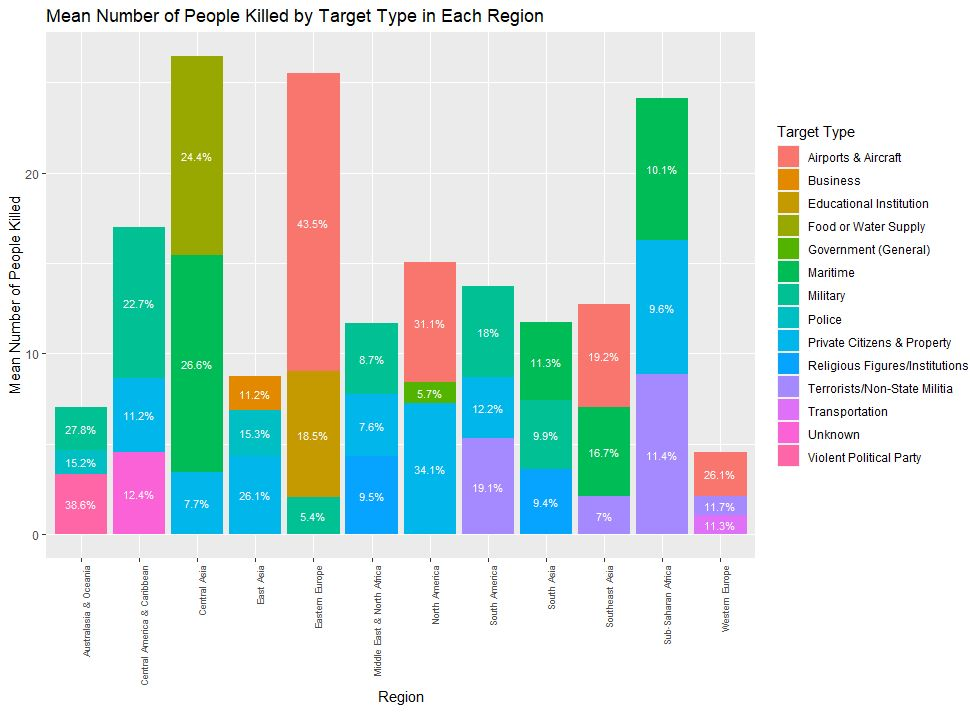 Mean Number of People Killed by Target Type in Each Region
Mean Number of People Killed
20
10
0
27.8%
15.2%
38.6%
22.7%
11.2%
12.4%
24.4%
26.6%
7.7%
11.2%
15.3%
26.1%
43.5%
18.5%
5.4%
8.7%
7.6%
9.5%
31.1%
5.7%
34.1%
18%
12.2%
19.1%
11.3%
9.9%
9.4%
19.2%
16.7%
7%
10.1%
9.6%
11.4%
26.1%
11.7%
11.3%
Australasia & Oceania
Central America & Caribbean
Central Asia
East Asia
Eastern Europe
Middle East & North Africa
North America
South America
South Asia
Southeast Asia
Sub-Saharan Africa
Western Europe
Region
Target Type
Airports & Aircraft
Business
Educational Institution
Food or Water Supply
Government (General)
Maritime
Military
Police
Private Citizens & Property
Religious Figures/Institutions
Terrorists/Non-State Militia
Transportation
Unknown
Violent Political Party